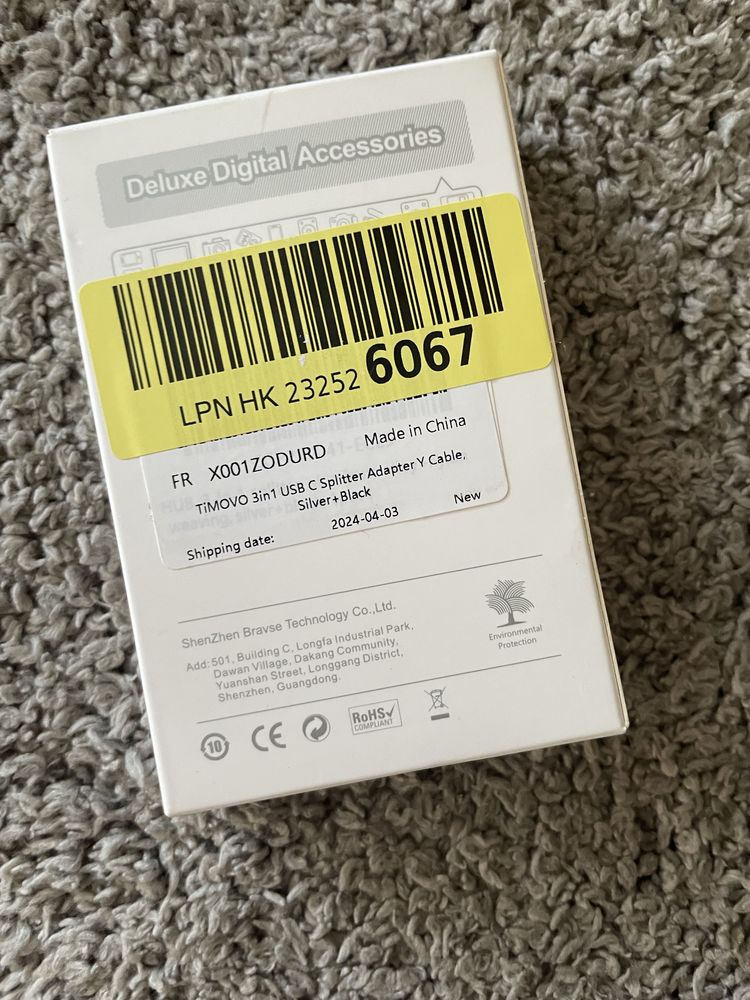 Deluxe Digital Accessories
LPN HK 23252 6067
FR X001ZODURD Made in China
TiMOVO 3in1 USB C Splitter Adapter Y Cable,
Silver+Black
New
Shipping date: 2024-04-03
ShenZhen Bravse Technology Co.,Ltd.
Add:501, Building C, Longfa Industrial Park,
Dawan Village, Dakang Community,
Yuanshan Street, Longgang District,
Shenzhen, Guangdong.
Environmental
Protection
10
CE
RoHS
COMPLIANT